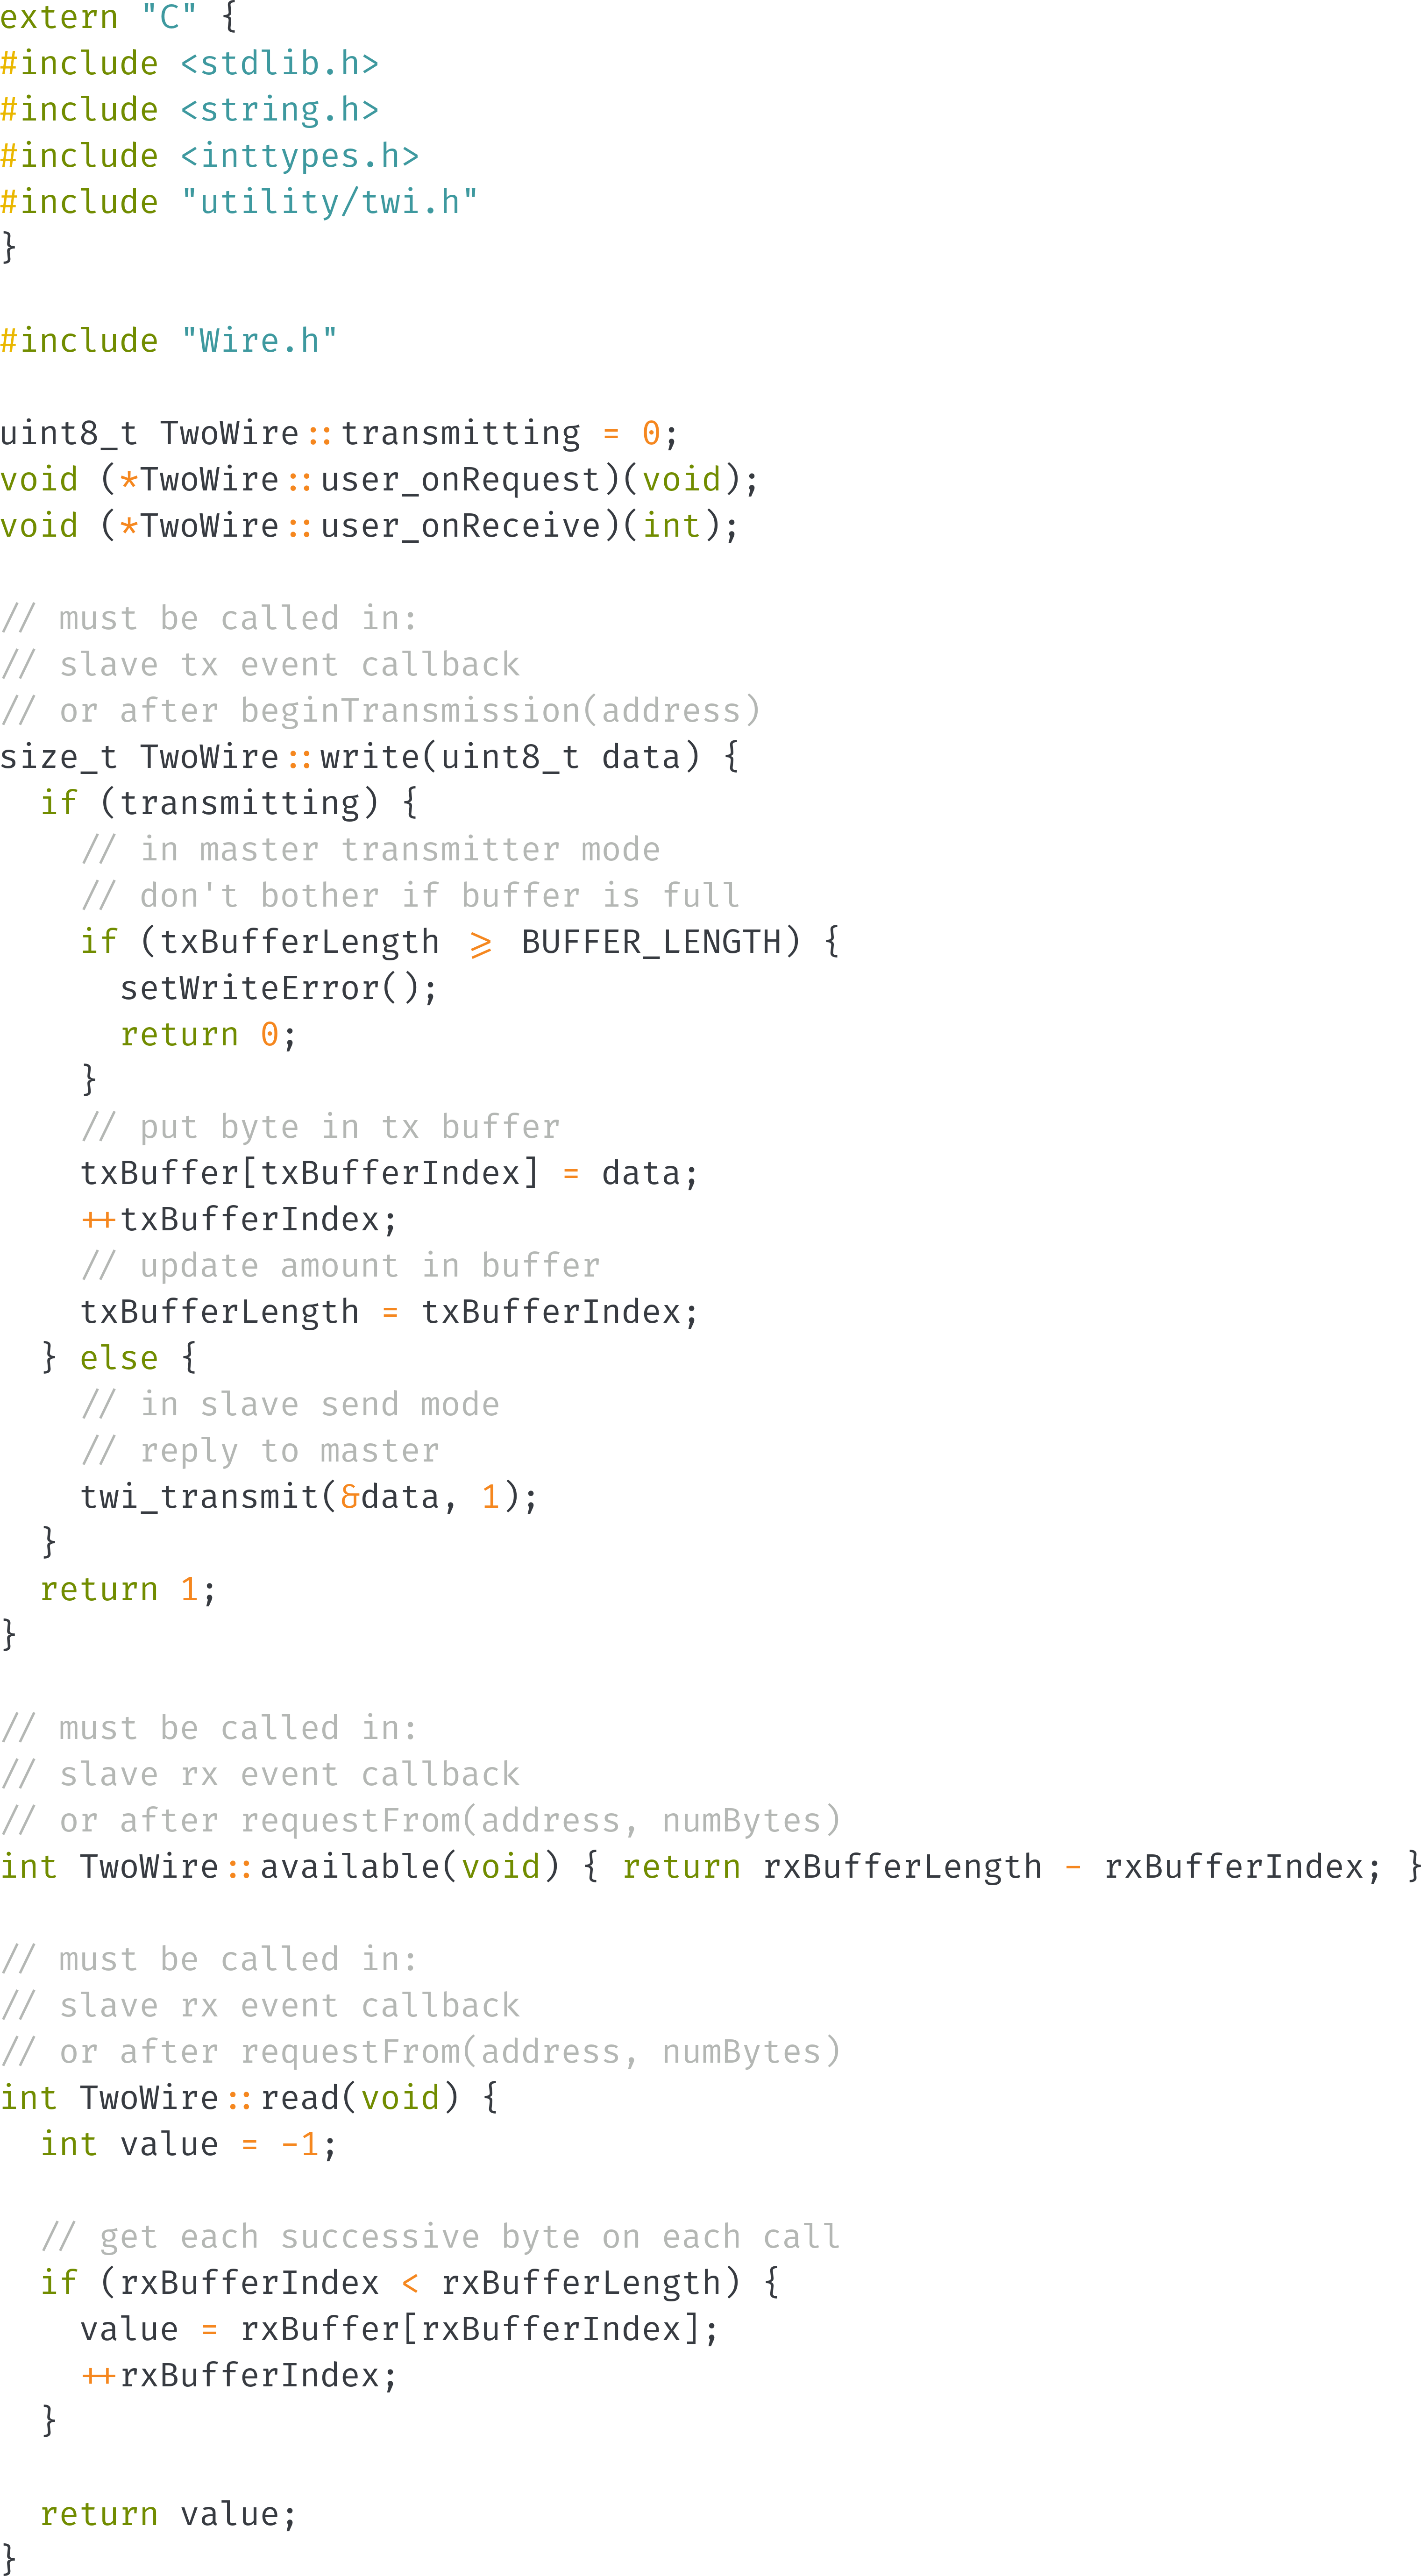 extern "C" {
#include <stdlib.h>
#include <string.h>
#include <inttypes.h>
#include "utility/twi.h"
}

#include "Wire.h"

uint8_t TwoWire::transmitting = 0;
void (*TwoWire::user_onRequest)(void);
void (*TwoWire::user_onReceive)(int);

// must be called in:
// slave tx event callback
// or after beginTransmission(address)
size_t TwoWire::write(uint8_t data) {
  if (transmitting) {
    // in master transmitter mode
    // don't bother if buffer is full
    if (txBufferLength >= BUFFER_LENGTH) {
      setWriteError();
      return 0;
    }
    // put byte in tx buffer
    txBuffer[txBufferIndex] = data;
    ++txBufferIndex;
    // update amount in buffer
    txBufferLength = txBufferIndex;
  } else {
    // in slave send mode
    // reply to master
    twi_transmit(&data, 1);
  }
  return 1;
}

// must be called in:
// slave rx event callback
// or after requestFrom(address, numBytes)
int TwoWire::available(void) { return rxBufferLength - rxBufferIndex; }

// must be called in:
// slave rx event callback
// or after requestFrom(address, numBytes)
int TwoWire::read(void) {
  int value = -1;

  // get each successive byte on each call
  if (rxBufferIndex < rxBufferLength) {
    value = rxBuffer[rxBufferIndex];
    ++rxBufferIndex;
  }

  return value;
}